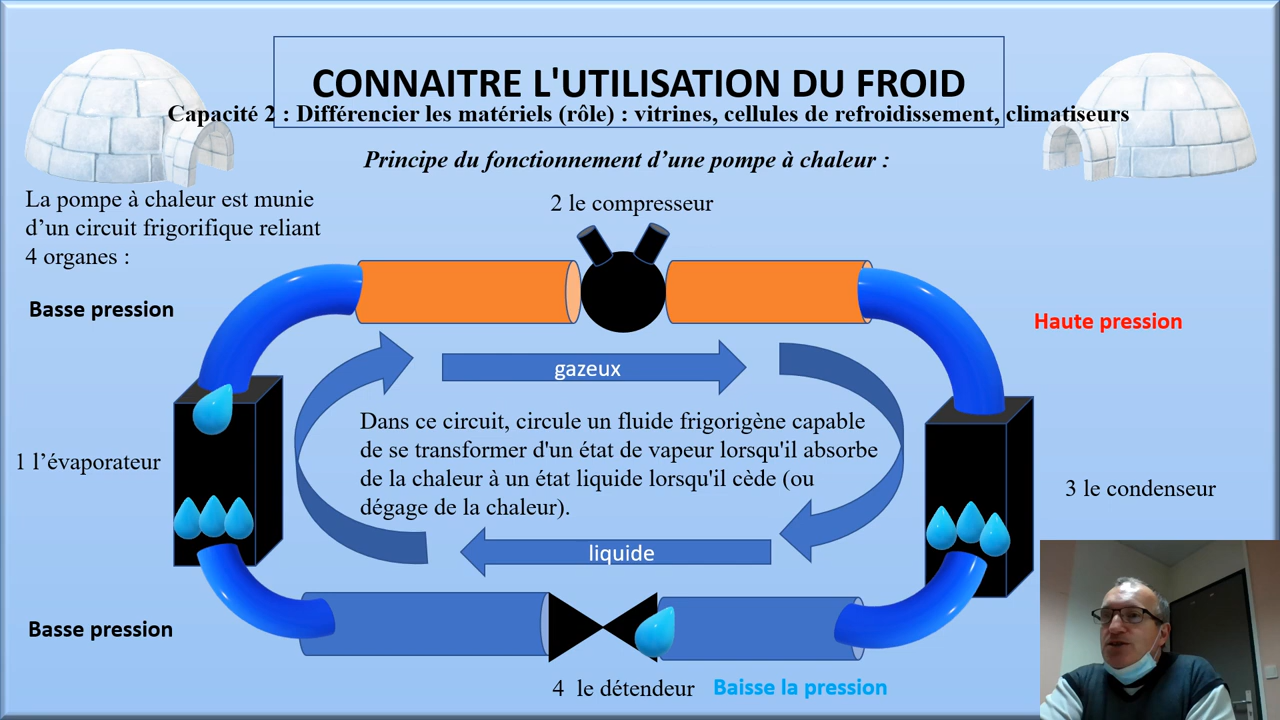 CONNAITRE L'UTILISATION DU FROID
Capacité 2 : Différencier les matériels (rôle) : vitrines, cellules de refroidissement, climatiseurs
Principe du fonctionnement d’une pompe à chaleur :
La pompe à chaleur est munie
d’un circuit frigorifique reliant
4 organes :
2 le compresseur
Basse pression
Haute pression
gazeux
Dans ce circuit, circule un fluide frigorigène capable
de se transformer d'un état de vapeur lorsqu'il absorbe
de la chaleur à un état liquide lorsqu'il cède (ou
dégage de la chaleur).
1 l’évaporateur
3 le condenseur
liquide
Basse pression
4 le détendeur
Baisse la pression